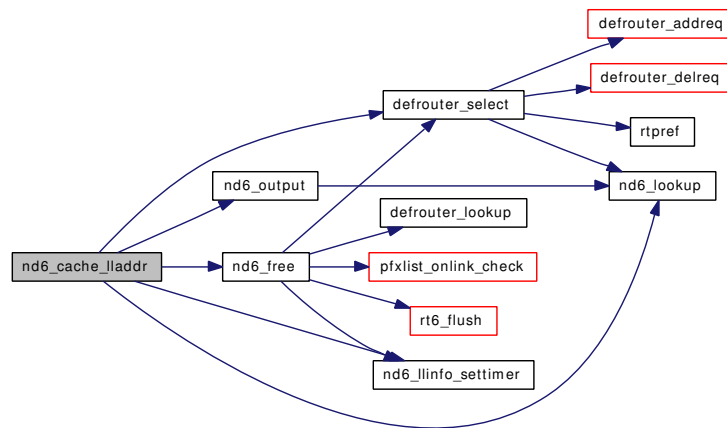 defrouter_addreq
defrouter_delreq
defrouter_select
rtpref
nd6_output
nd6_lookup
defrouter_lookup
nd6_cache_lladdr
nd6_free
pfxlist_onlink_check
rt6_flush
nd6_llinfo_settimer